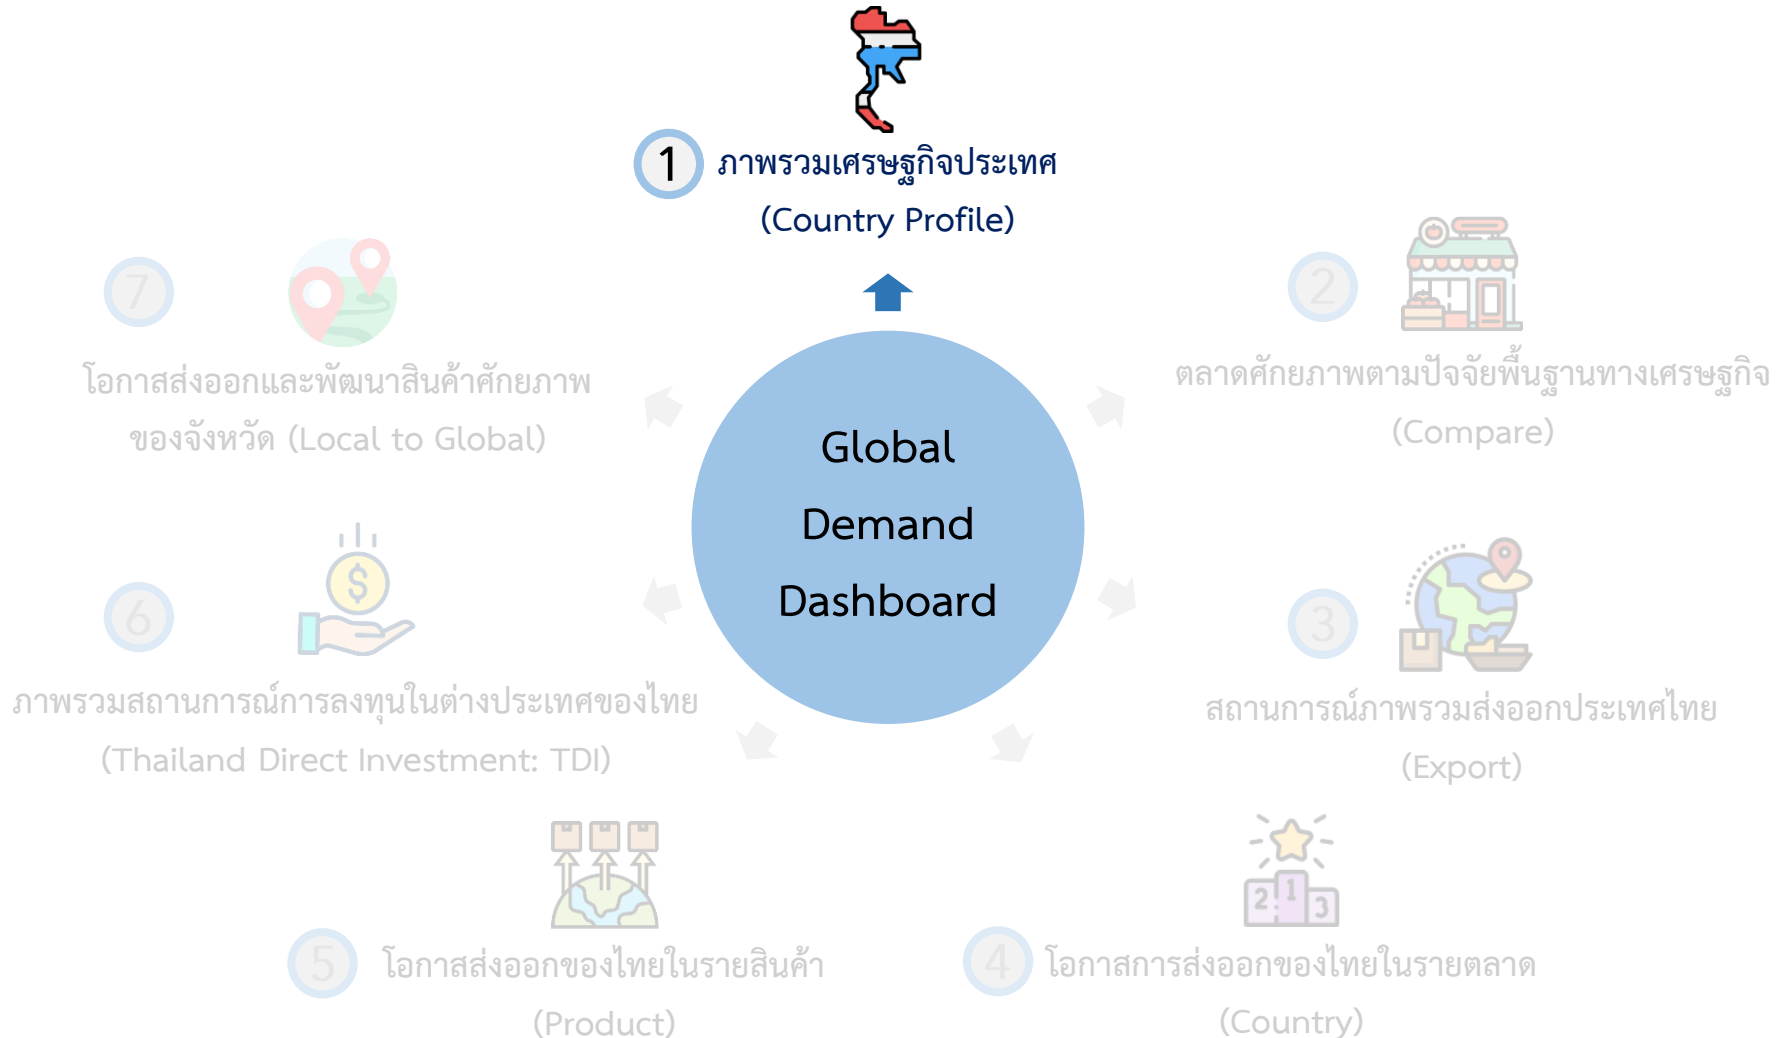 1
ภาพรวมเศรษฐกิจประเทศ
(Country Profile)
2
ตลาดศักยภาพตามปัจจัยพื้นฐานทางเศรษฐกิจ
(Compare)
3
สถานการณ์ภาพรวมส่งออกประเทศไทย
(Export)
2 1 3
4
โอกาสการส่งออกของไทยในรายตลาด
(Country)
5
โอกาสส่งออกของไทยในรายสินค้า
(Product)
$
6
ภาพรวมสถานการณ์การลงทุนในต่างประเทศของไทย
(Thailand Direct Investment: TDI)
7
โอกาสส่งออกและพัฒนาสินค้าศักยภาพ
ของจังหวัด (Local to Global)
Global
Demand
Dashboard